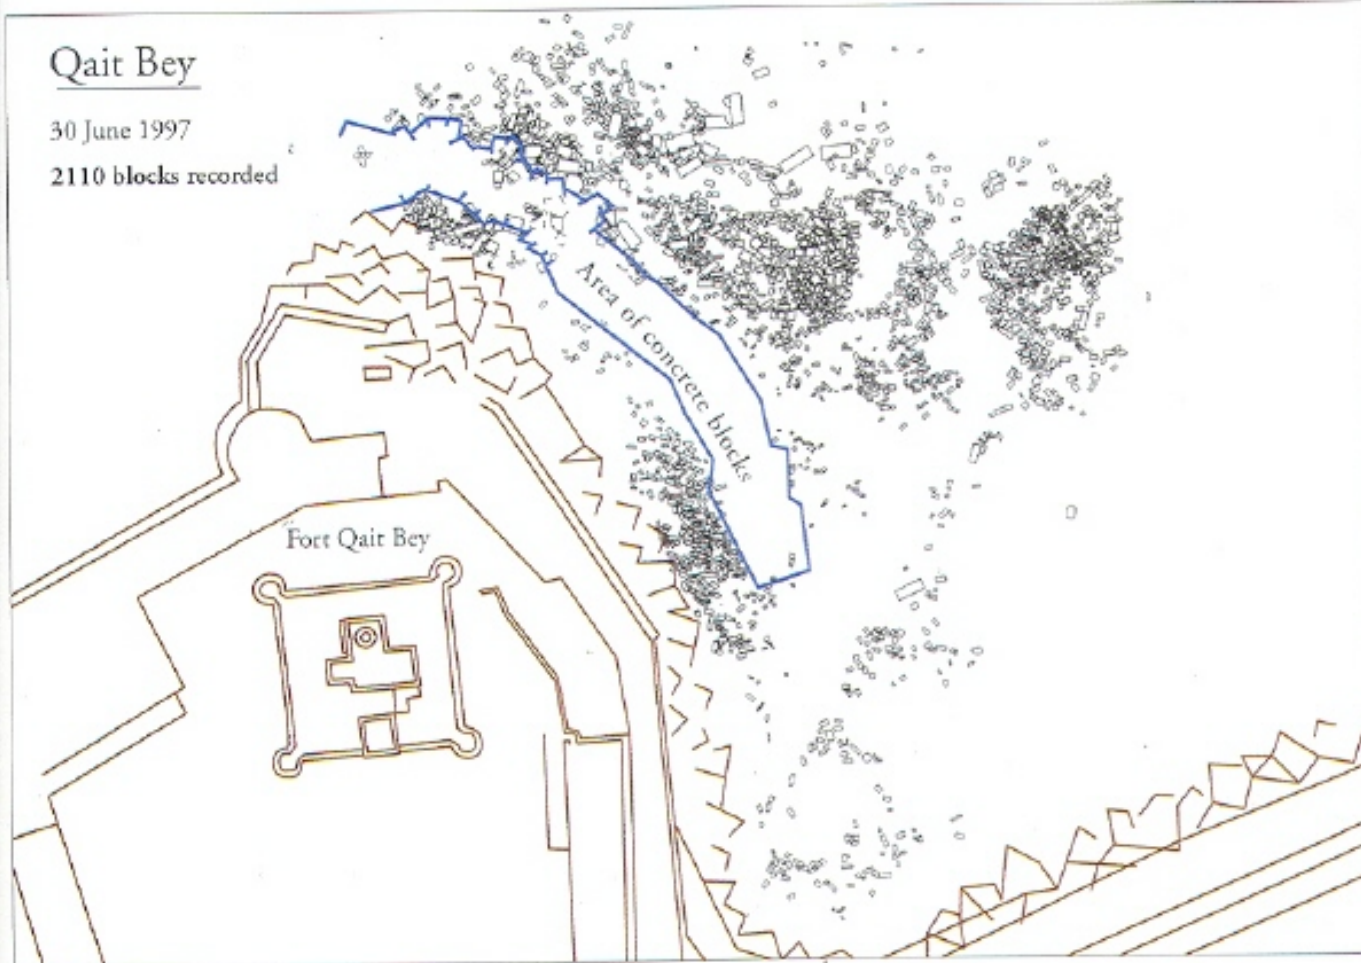 Qait Bey
30 June 1997
2110 blocks recorded
Area of concrete blocks
Fort Qait Bey